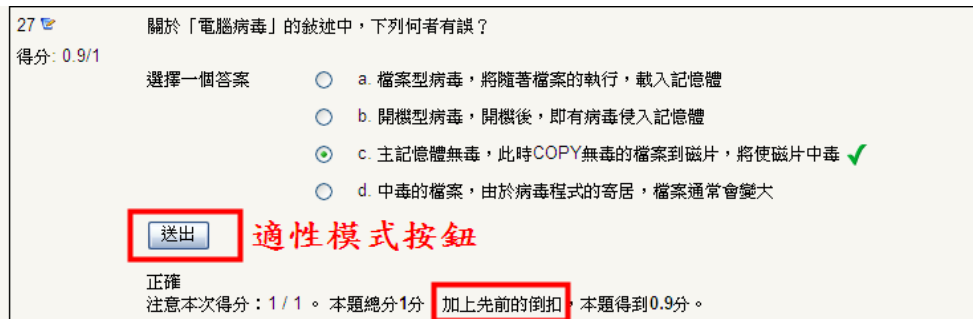 27 關於「電腦病毒」的敘述中，下列何者有誤？
得分: 0.9/1
選擇一個答案
a. 檔案型病毒，將隨著檔案的執行，載入記憶體
b. 開機型病毒，開機後，即有病毒侵入記憶體
c. 主記憶體無毒，此時COPY無毒的檔案到磁片，將使磁片中毒
d. 中毒的檔案，由於病毒程式的寄居，檔案通常會變大
送出 適性模式按鈕
正確
注意本次得分：1 / 1。 本題總分1分 加上先前的倒扣，本題得到0.9分。